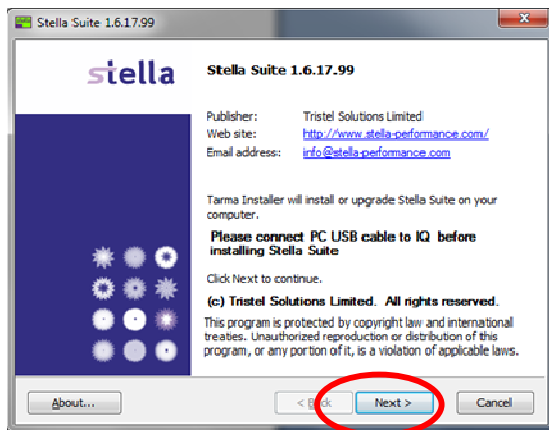 Stella Suite 1.6.17.99
stella
Stella Suite 1.6.17.99
Publisher: Tristel Solutions Limited
Web site: http://www.stella-performance.com/
Email address: info@stella-performance.com
Tarma Installer will install or upgrade Stella Suite on your
computer.
Please connect PC USB cable to IQ before
installing Stella Suite
Click Next to continue.
(c) Tristel Solutions Limited. All rights reserved.
This program is protected by copyright law and international
treaties. Unauthorized reproduction or distribution of this
program, or any portion of it, is a violation of applicable laws.
About... < Back Next > Cancel